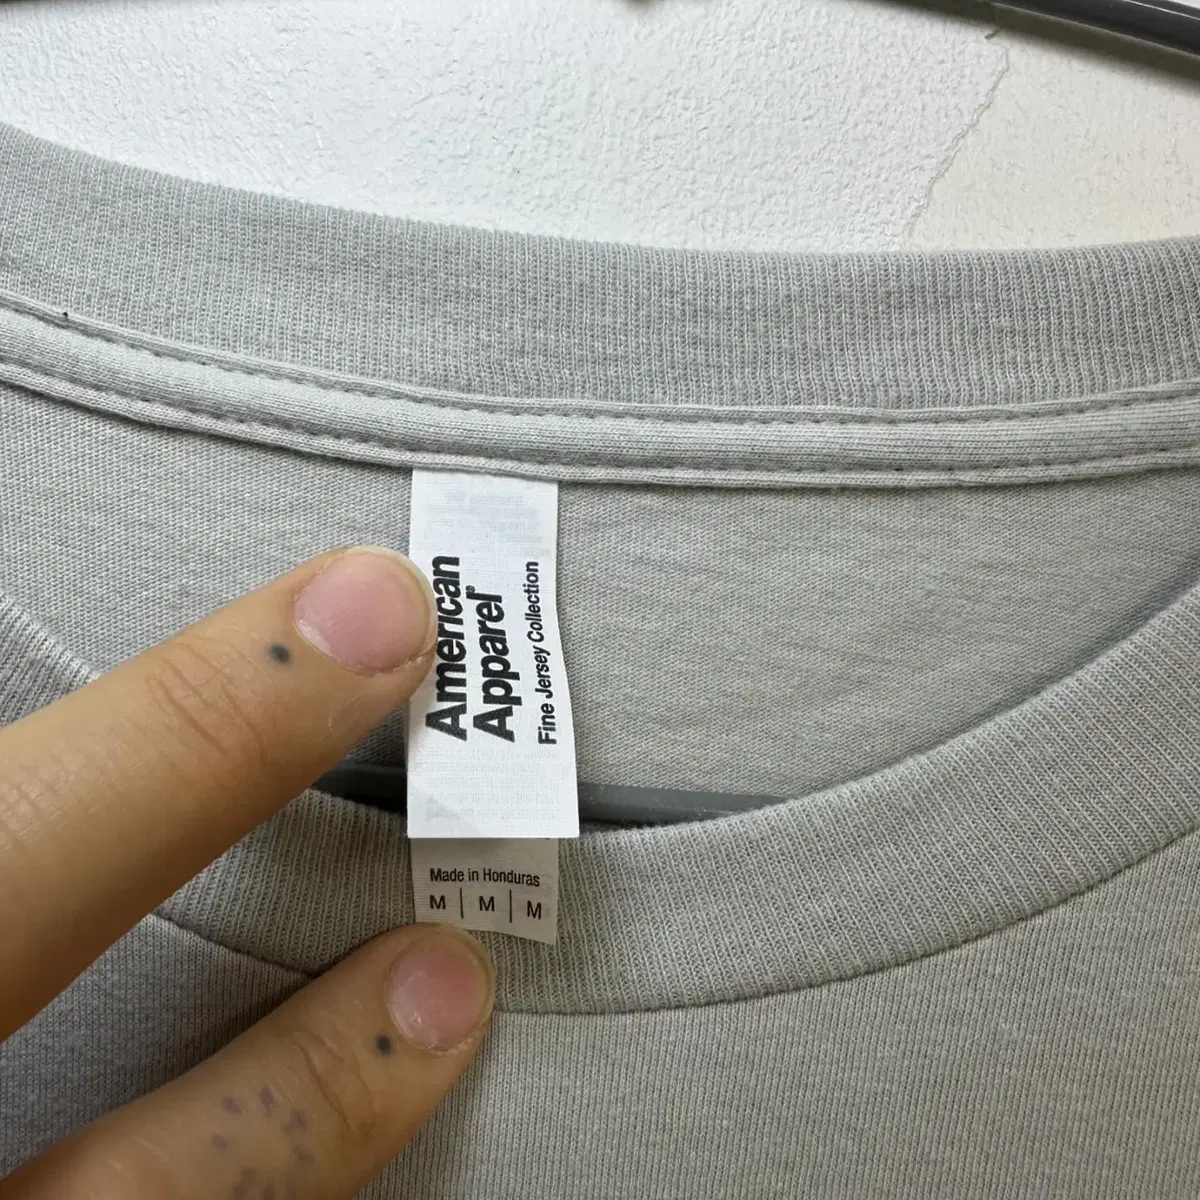 American
Apparel®
Fine Jersey Collection
Made in Honduras
M | M | M